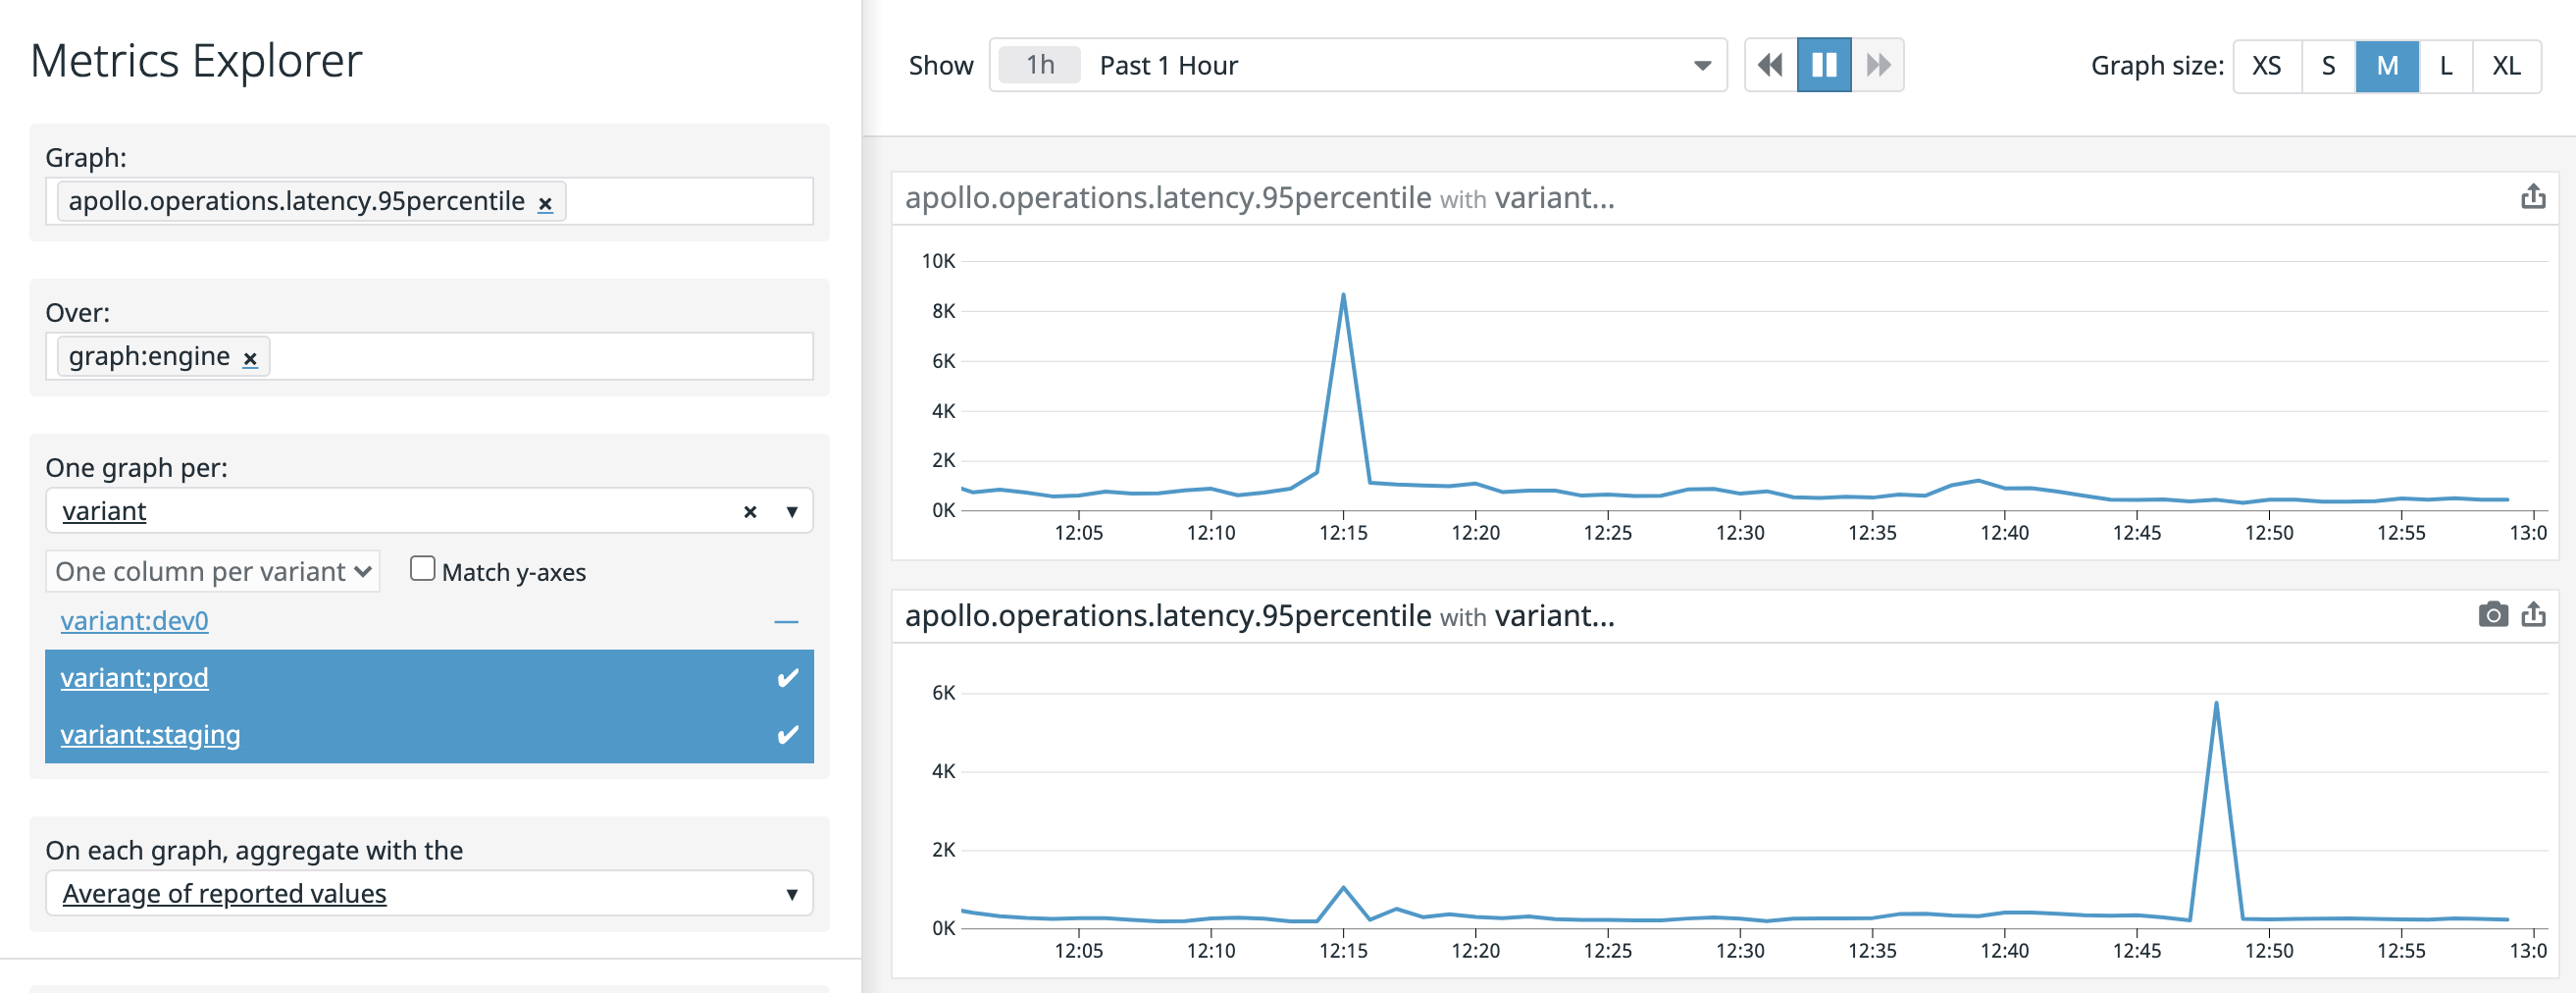 Metrics Explorer
Graph:
apollo.operations.latency.95percentile ×
Over:
graph:engine ×
One graph per:
variant × ▼
One column per variant
Match y-axes
variant:dev0 —
variant:prod ✔
variant:staging ✔
On each graph, aggregate with the
Average of reported values ▼
Show 1h Past 1 Hour
Graph size: XS S M L XL
apollo.operations.latency.95percentile with variant...
10K
8K
6K
4K
2K
0K
12:05 12:10 12:15 12:20 12:25 12:30 12:35 12:40 12:45 12:50 12:55 13:0
apollo.operations.latency.95percentile with variant...
6K
4K
2K
0K
12:05 12:10 12:15 12:20 12:25 12:30 12:35 12:40 12:45 12:50 12:55 13:0